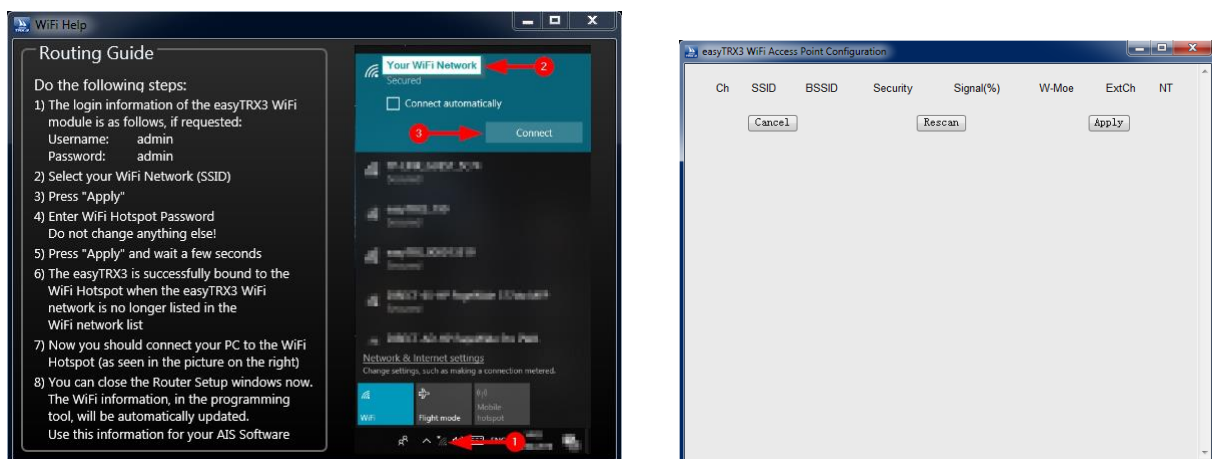 WiFi Help
Routing Guide
Do the following steps:
1) The login information of the easyTRX3 WiFi
module is as follows, if requested:
Username: admin
Password: admin
2) Select your WiFi Network (SSID)
3) Press "Apply"
4) Enter WiFi Hotspot Password
Do not change anything else!
5) Press "Apply" and wait a few seconds
6) The easyTRX3 is successfully bound to the
WiFi Hotspot when the easyTRX3 WiFi
network is no longer listed in the
WiFi network list
7) Now you should connect your PC to the WiFi
Hotspot (as seen in the picture on the right)
8) You can close the Router Setup windows now.
The WiFi information, in the programming
tool, will be automatically updated.
Use this information for your AIS Software
Your WiFi Network
2
Secured
Connect automatically
3
Connect
Network & Internet settings
Change settings, such as making a connection metered.
WiFi
Flight mode
Mobile
hotspot
1
easyTRX3 WiFi Access Point Configuration
Ch SSID BSSID Security Signal(%) W-Moe ExtCh NT
Cancel Rescan Apply